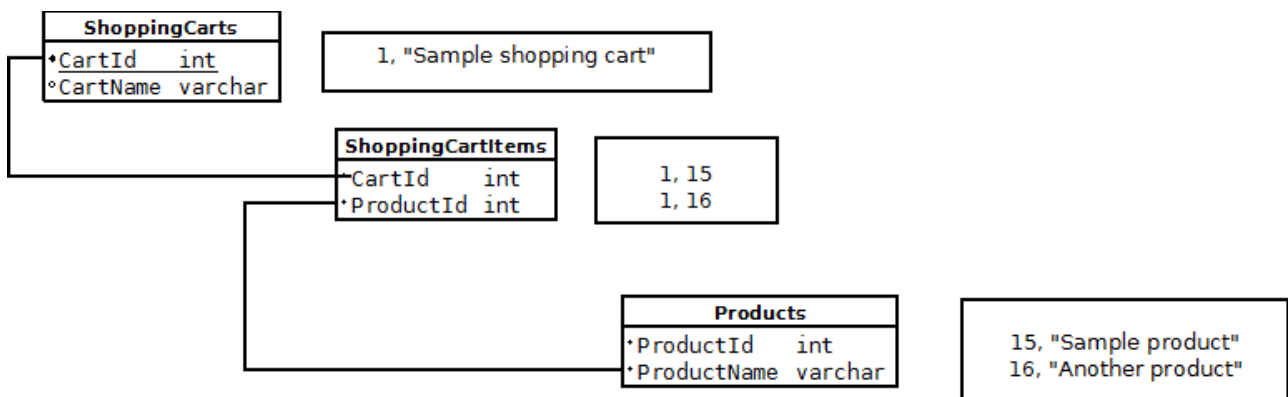 ShoppingCarts
CartId int
CartName varchar
1, "Sample shopping cart"
ShoppingCartItems
CartId int
ProductId int
1, 15
1, 16
Products
ProductId int
ProductName varchar
15, "Sample product"
16, "Another product"